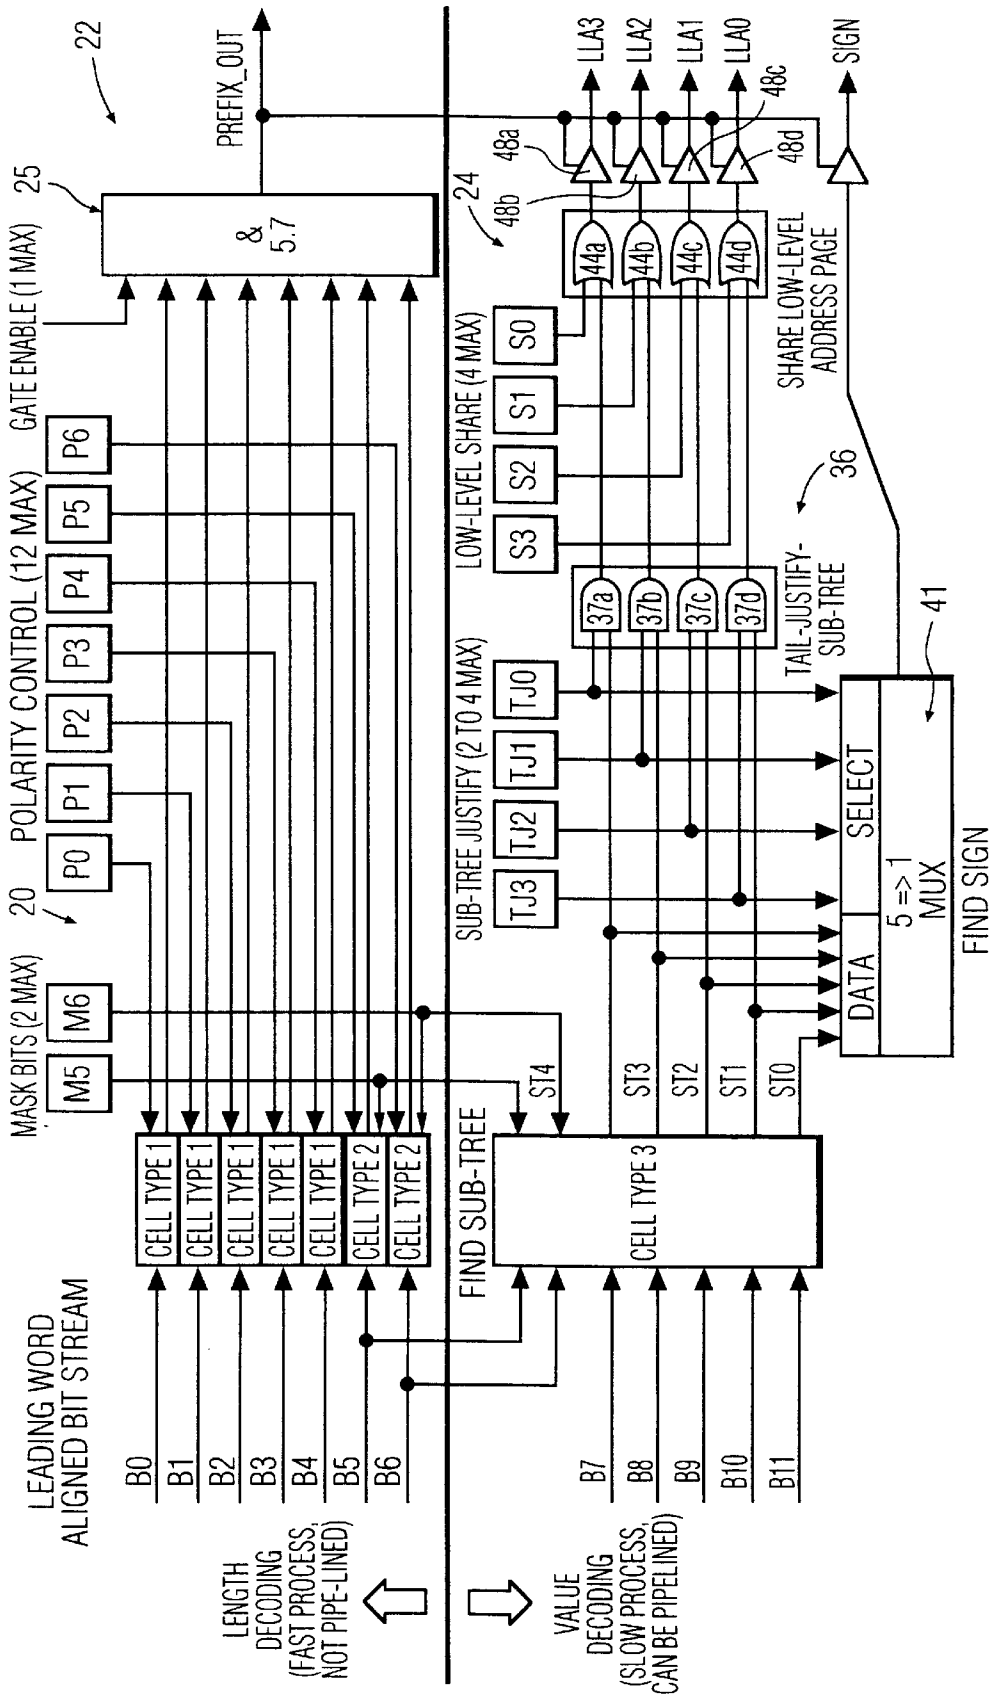 LEADING WORD
ALIGNED BIT STREAM
B0
B1
B2
B3
B4
B5
B6
LENGTH
DECODING
(FAST PROCESS,
NOT PIPE-LINED)
MASK BITS (2 MAX)
M5
M6
20
POLARITY CONTROL (12 MAX)
P0
P1
P2
P3
P4
P5
P6
GATE ENABLE (1 MAX)
25
22
CELL TYPE 1
CELL TYPE 1
CELL TYPE 1
CELL TYPE 1
CELL TYPE 1
CELL TYPE 2
CELL TYPE 2
&
5.7
PREFIX_OUT
VALUE
DECODING
(SLOW PROCESS,
CAN BE PIPELINED)
B7
B8
B9
B10
B11
FIND SUB-TREE
CELL TYPE 3
ST4
ST3
ST2
ST1
ST0
SUB-TREE JUSTIFY (2 TO 4 MAX)
TJ3
TJ2
TJ1
TJ0
LOW-LEVEL SHARE (4 MAX)
S3
S2
S1
S0
24
37a
37b
37c
37d
TAIL-JUSTIFY-
SUB-TREE
36
44a
44b
44c
44d
SHARE LOW-LEVEL
ADDRESS PAGE
48a
48b
48c
48d
LLA3
LLA2
LLA1
LLA0
SIGN
DATA
SELECT
5 => 1
MUX
41
FIND SIGN